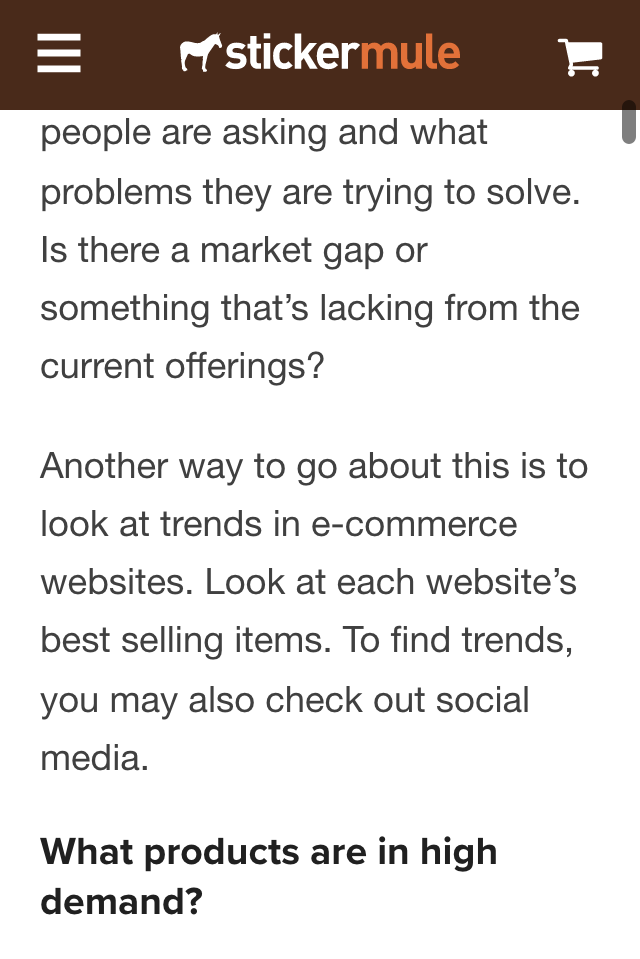 stickermule
people are asking and what
problems they are trying to solve.
Is there a market gap or
something that’s lacking from the
current offerings?
Another way to go about this is to
look at trends in e-commerce
websites. Look at each website’s
best selling items. To find trends,
you may also check out social
media.
What products are in high
demand?